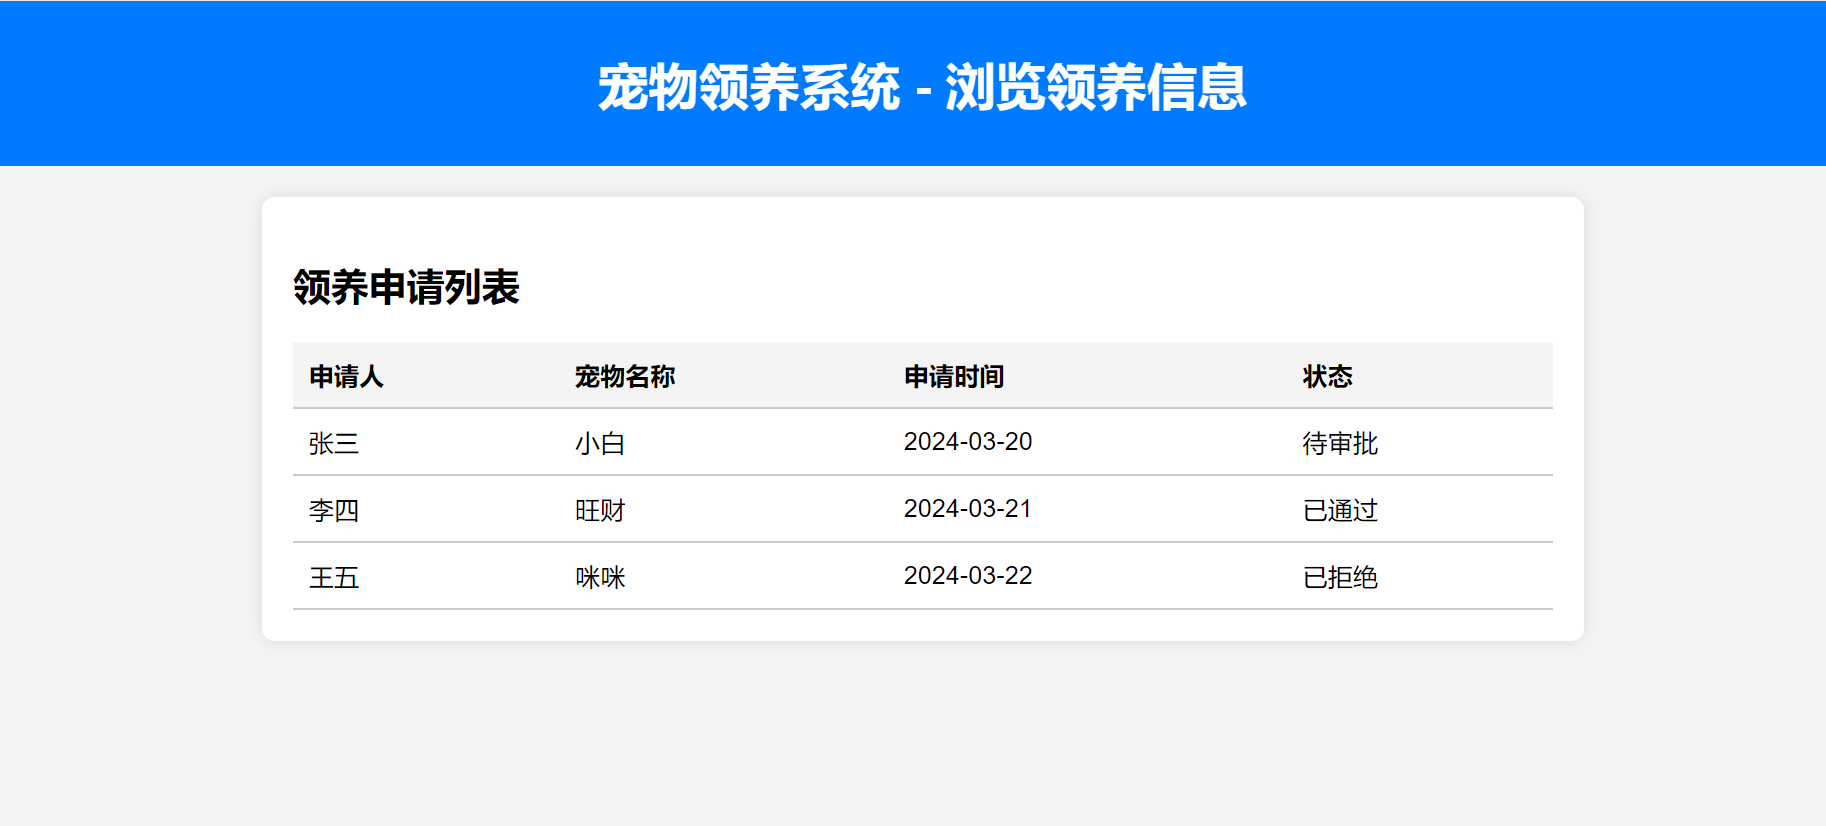 宠物领养系统 - 浏览领养信息
领养申请列表
申请人 宠物名称 申请时间 状态
张三 小白 2024-03-20 待审批
李四 旺财 2024-03-21 已通过
王五 咪咪 2024-03-22 已拒绝